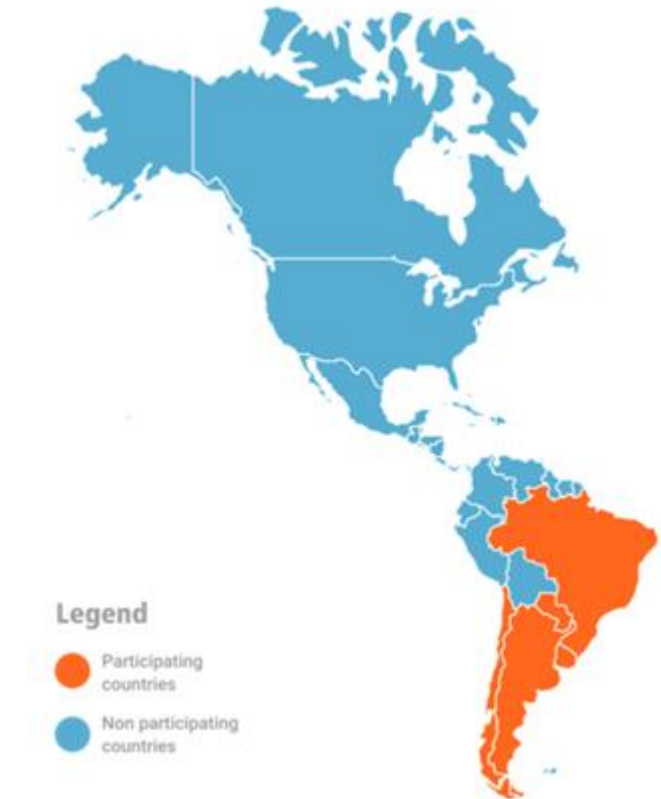 Legend
Participating
countries
Non participating
countries